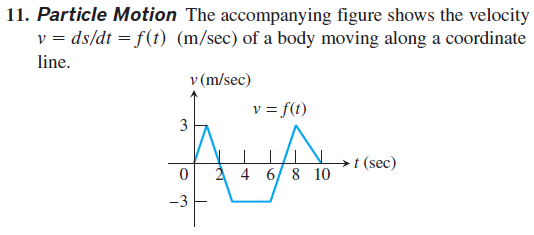 11. Particle Motion The accompanying figure shows the velocity
v = ds/dt = f(t) (m/sec) of a body moving along a coordinate
line.
v (m/sec)
v = f(t)
3
t (sec)
0 2 4 6 8 10
–3